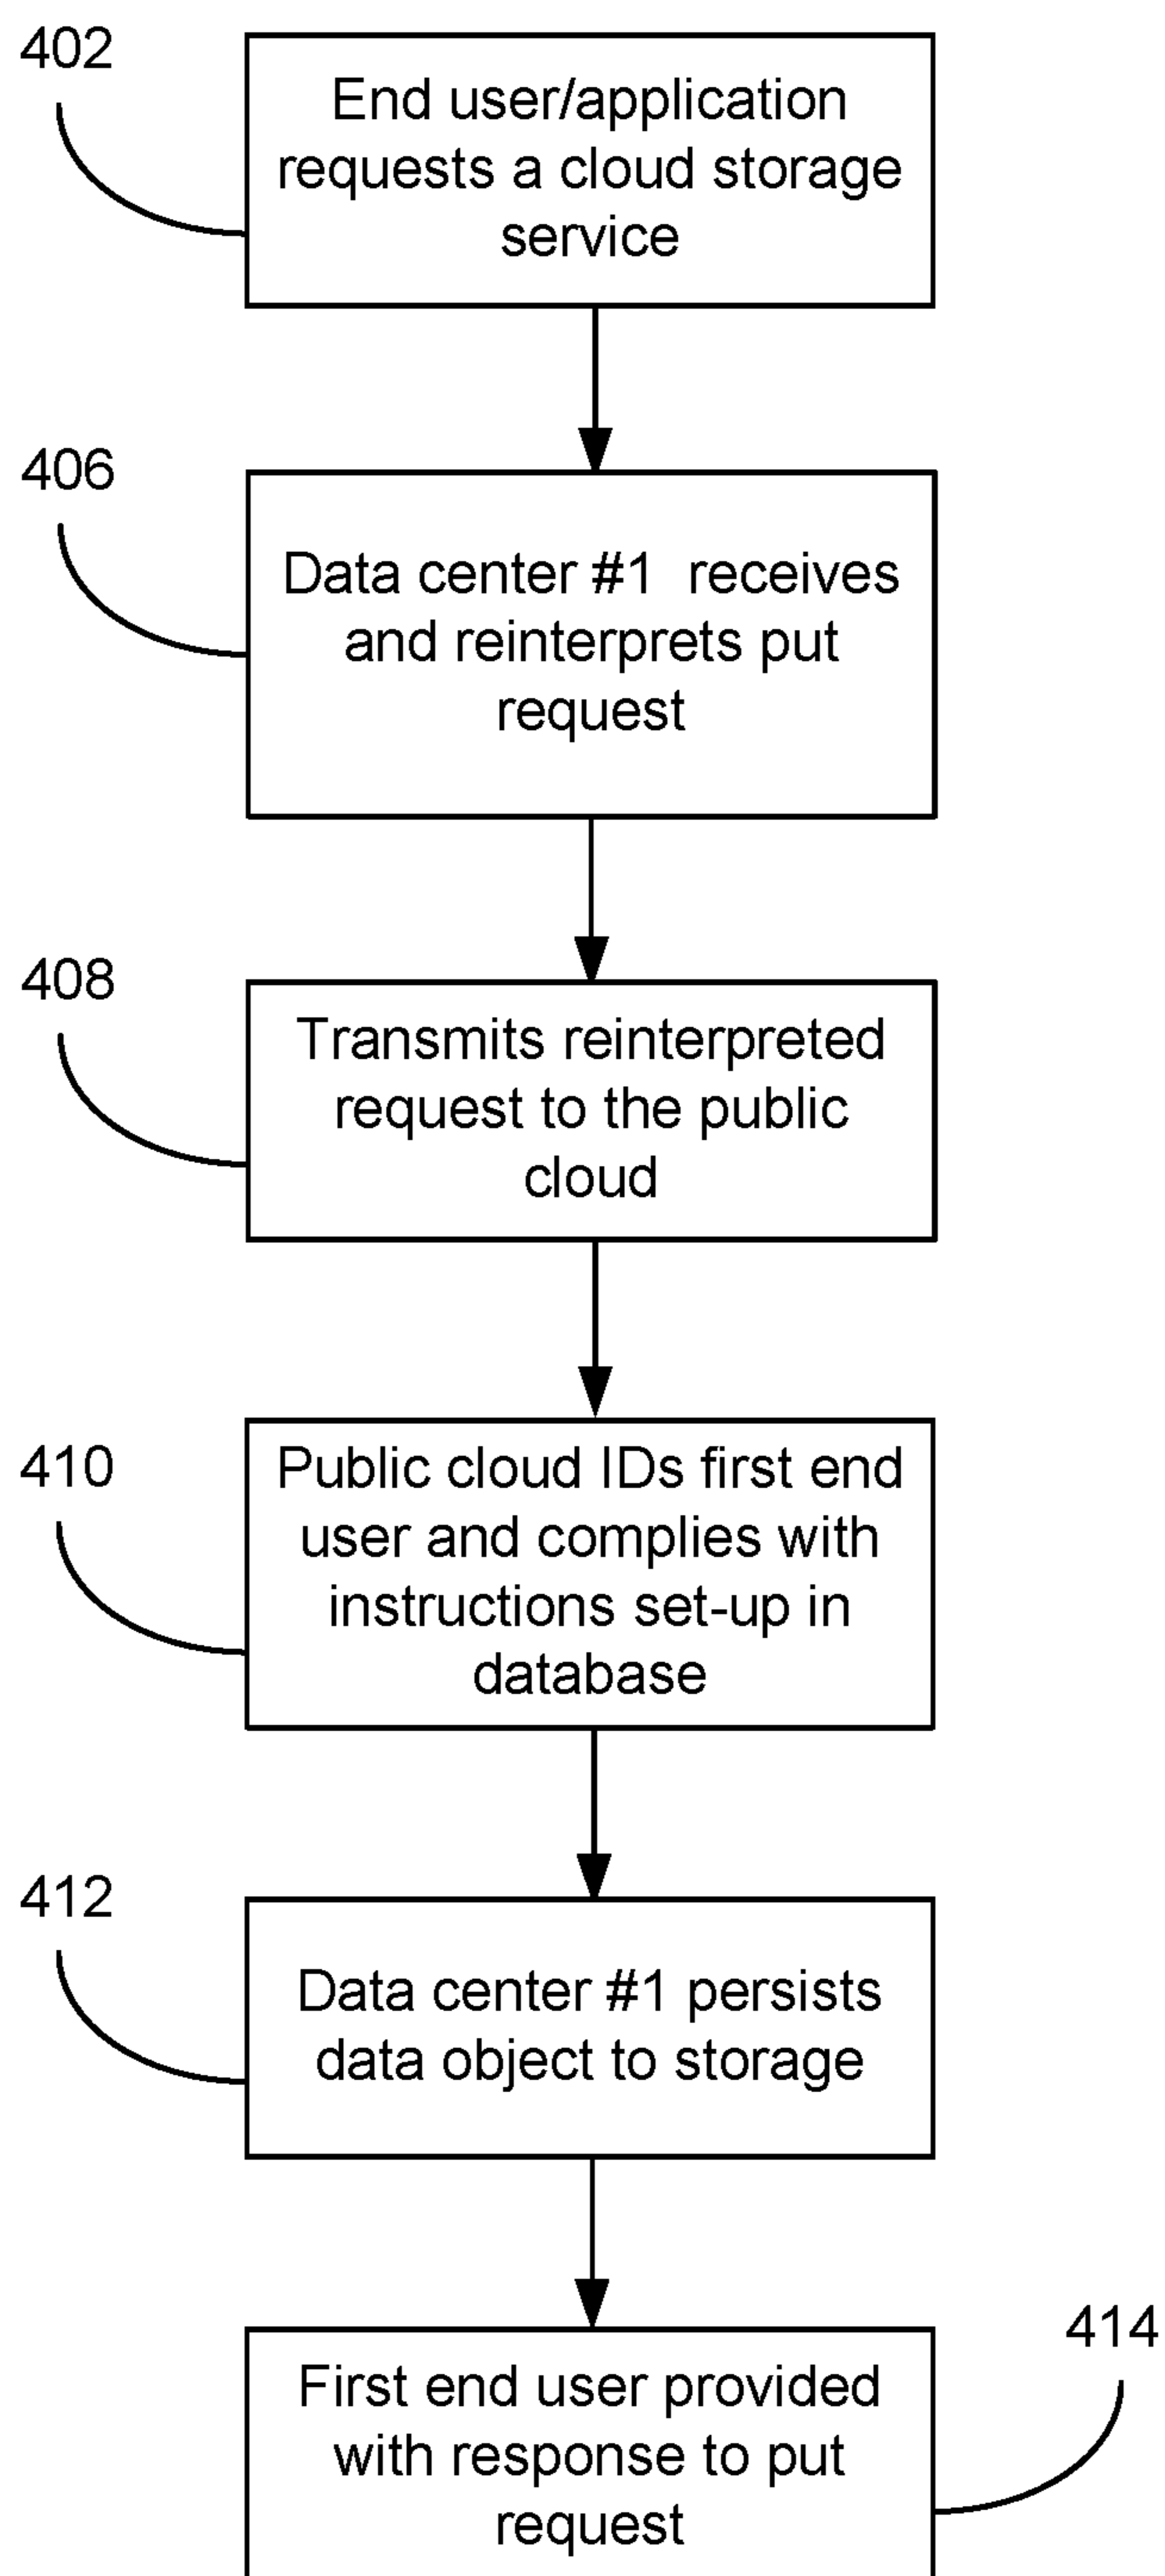 402
End user/application
requests a cloud storage
service
406
Data center #1  receives
and reinterprets put
request
408
Transmits reinterpreted
request to the public
cloud
410
Public cloud IDs first end
user and complies with
instructions set-up in
database
412
Data center #1 persists
data object to storage
414
First end user provided
with response to put
request